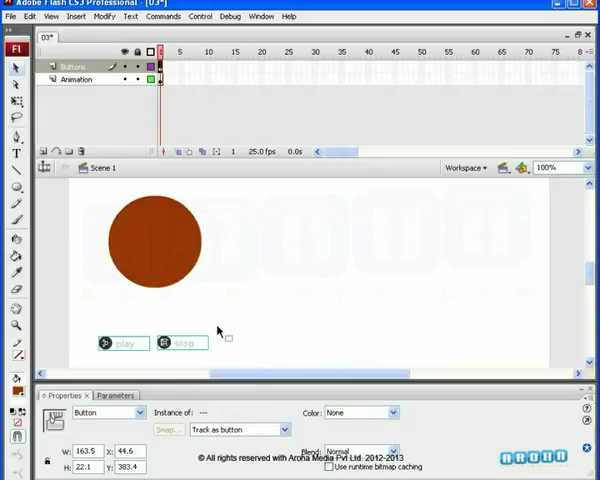 Adobe Flash CS3 Professional - [03*]
File Edit View Insert Modify Text Commands Control Debug Window Help
03*
1 5 10 15 20 25 30 35 40 45 50 55 60 65 70 75 80
Buttons
Animation
1 25.0 fps 0.0s
Scene 1
Workspace
100%
play stop
Properties Parameters
Button
Instance of: ---
Color: None
Swap...
Track as button
W: 163.5 X: 44.6
Blend: Normal
H: 22.1 Y: 383.4
Use runtime bitmap caching
© All rights reserved with Aroha Media Pvt Ltd. 2012-2013